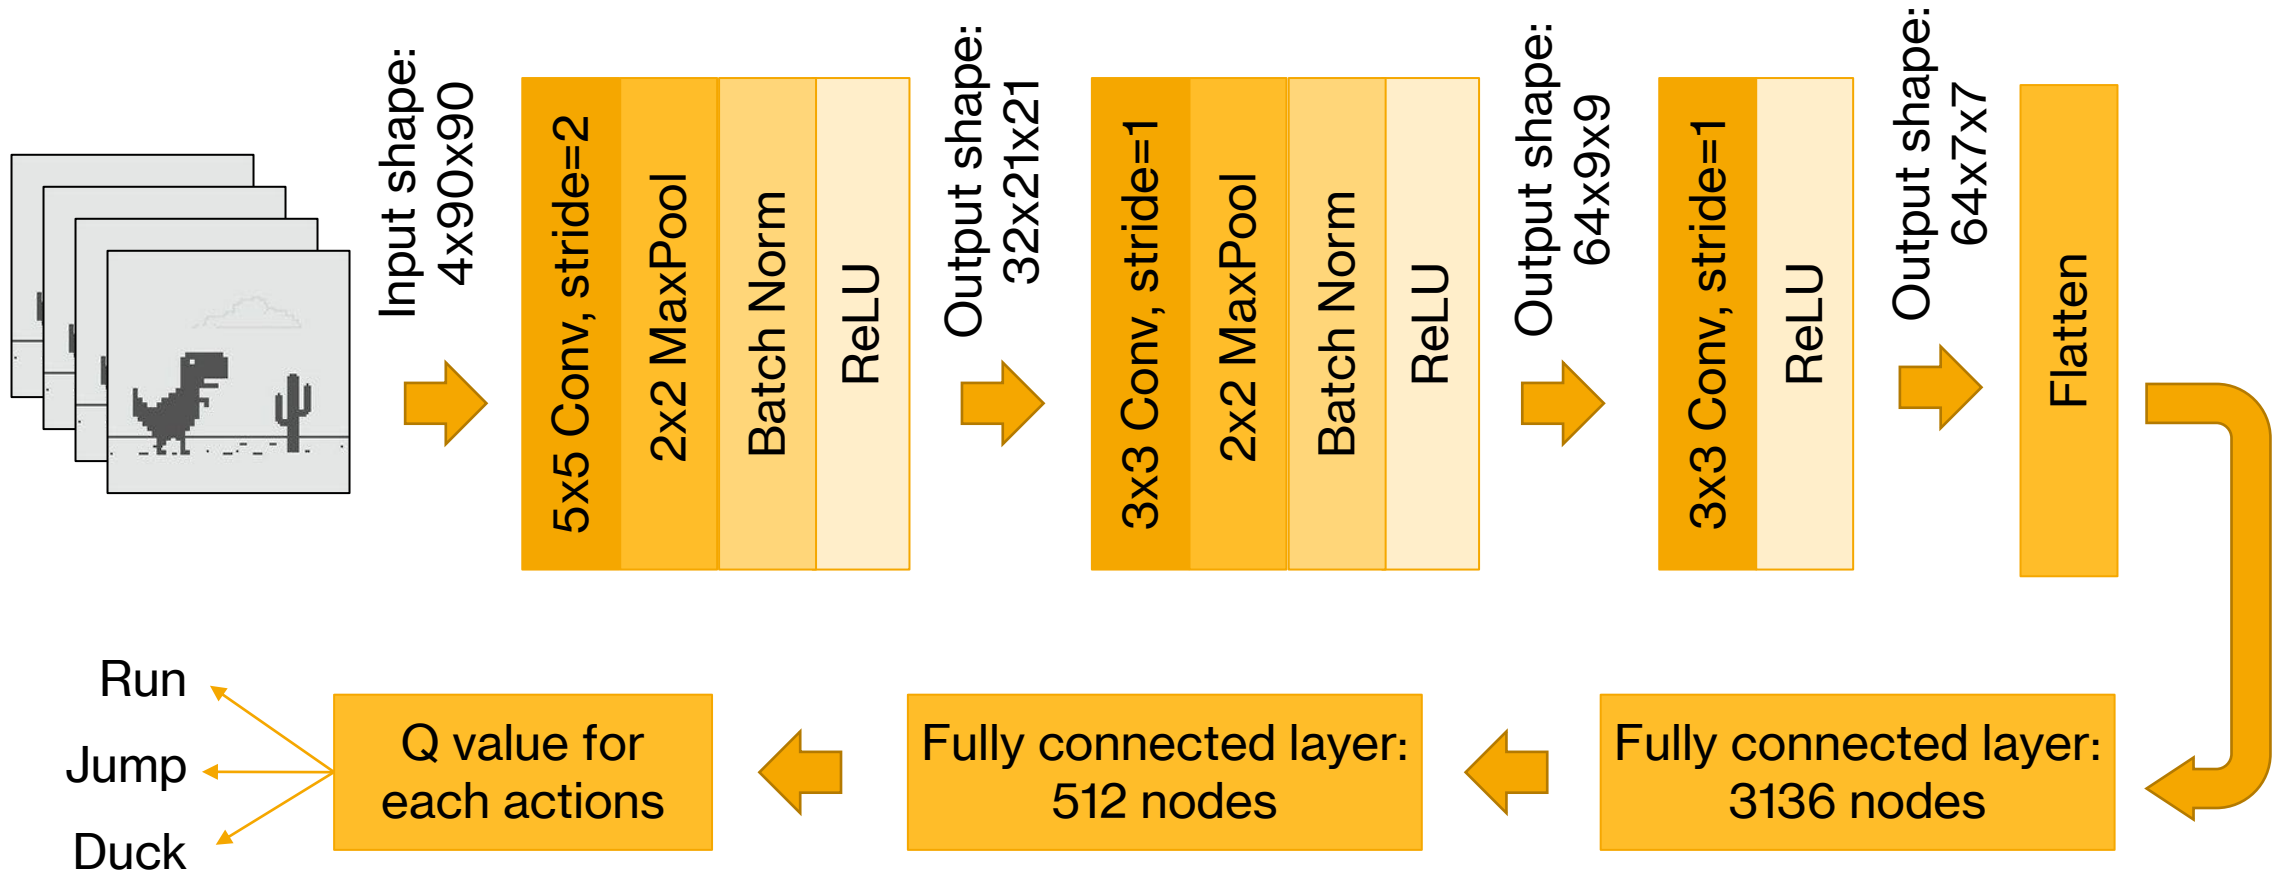 Input shape:
4x90x90
5x5 Conv, stride=2
2x2 MaxPool
Batch Norm
ReLU
Output shape:
32x21x21
3x3 Conv, stride=1
2x2 MaxPool
Batch Norm
ReLU
Output shape:
64x9x9
3x3 Conv, stride=1
ReLU
Output shape:
64x7x7
Flatten
Fully connected layer:
3136 nodes
Fully connected layer:
512 nodes
Q value for
each actions
Run
Jump
Duck